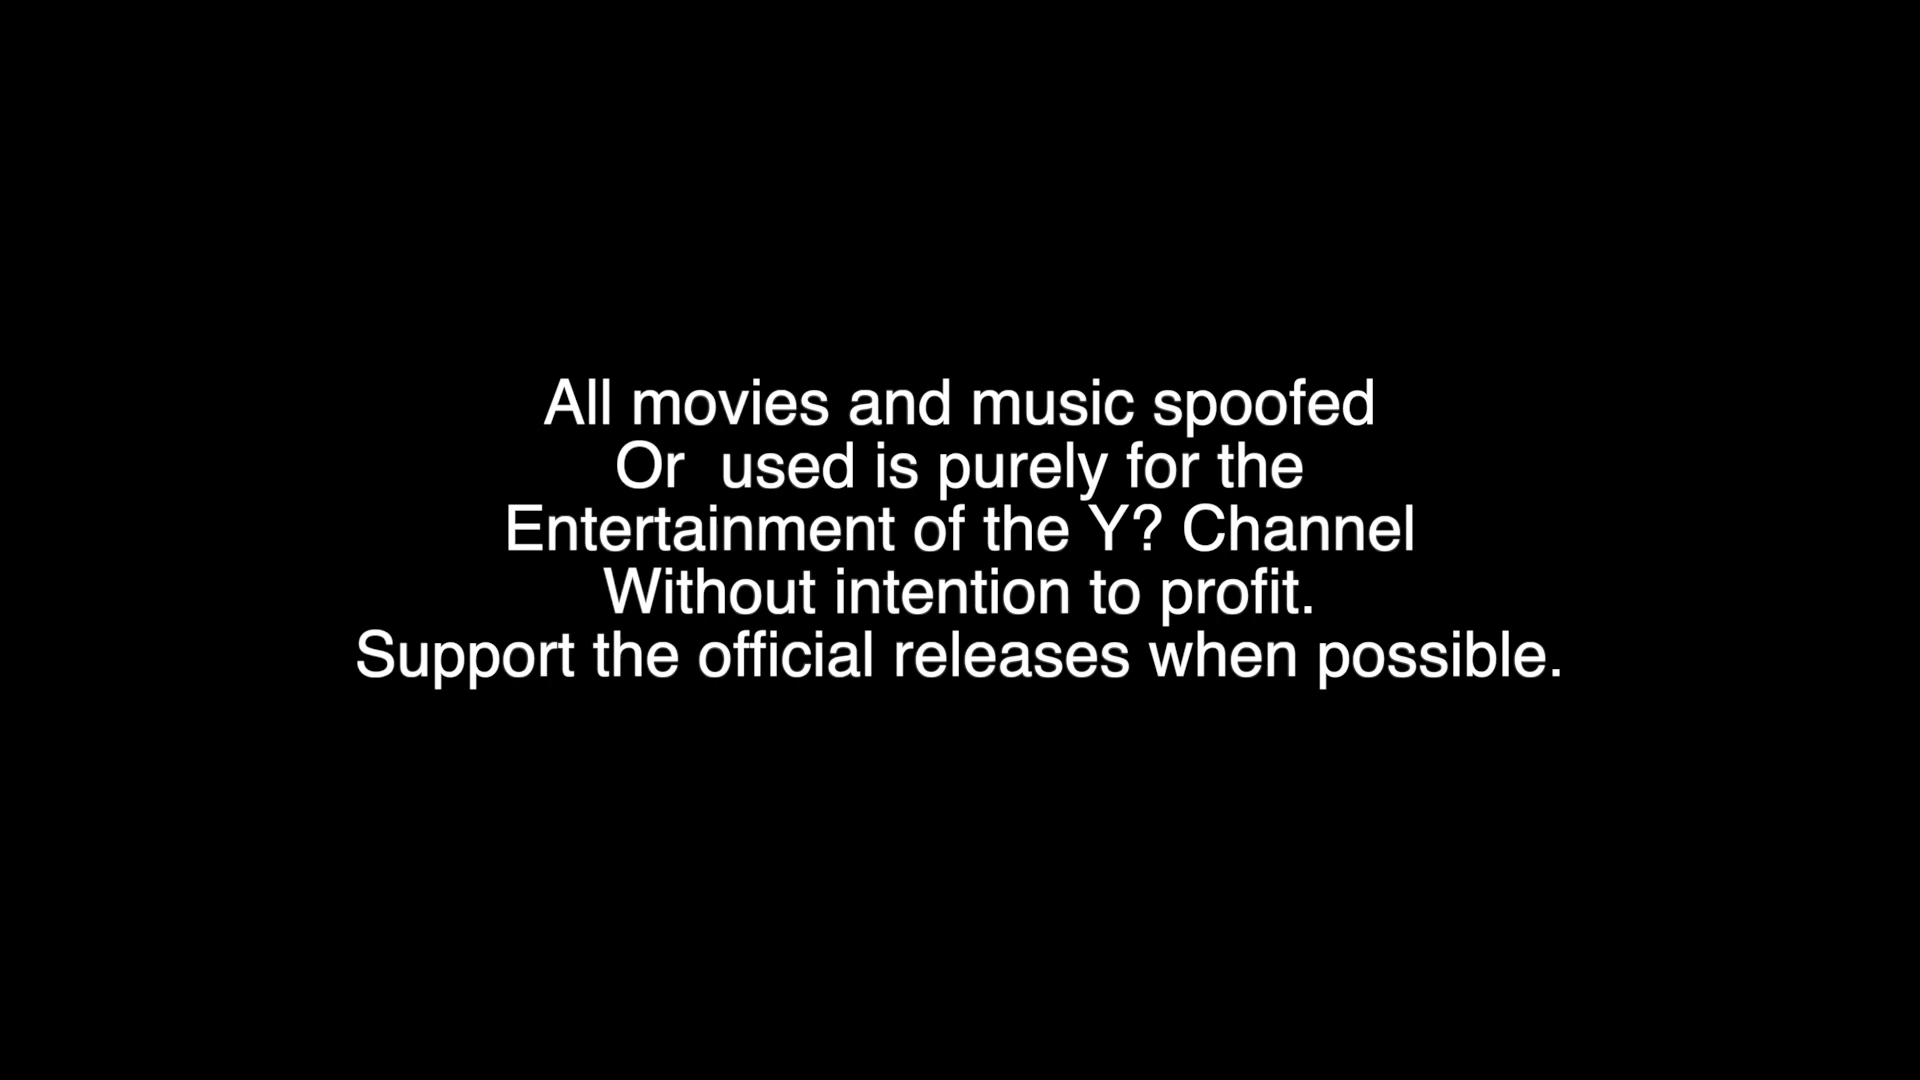 All movies and music spoofed
Or  used is purely for the
Entertainment of the Y? Channel
Without intention to profit.
Support the official releases when possible.